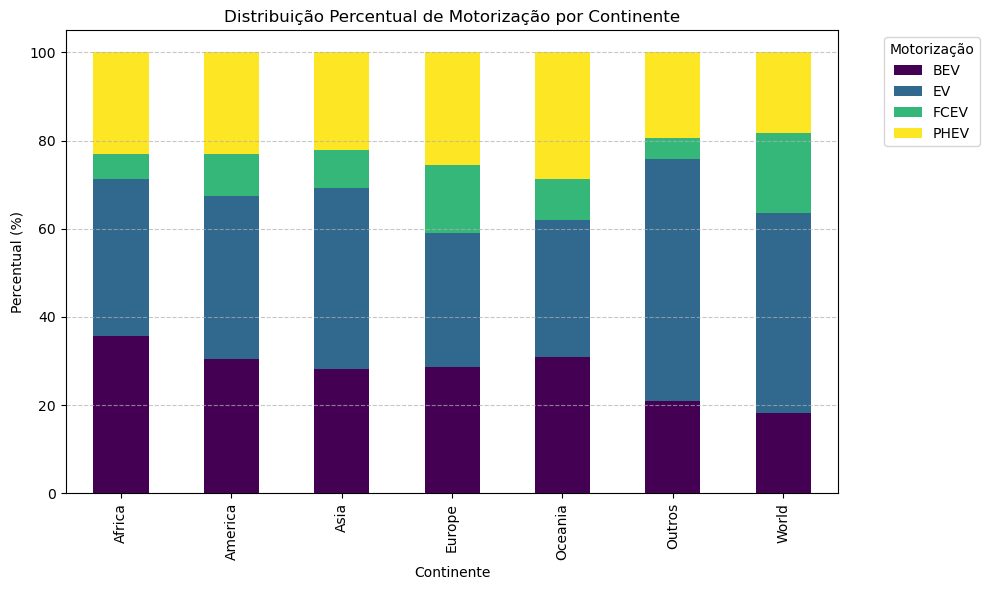 Distribuição Percentual de Motorização por Continente
Motorização
BEV
EV
FCEV
PHEV
Percentual (%)
100
80
60
40
20
0
Africa
America
Asia
Europe
Oceania
Outros
World
Continente